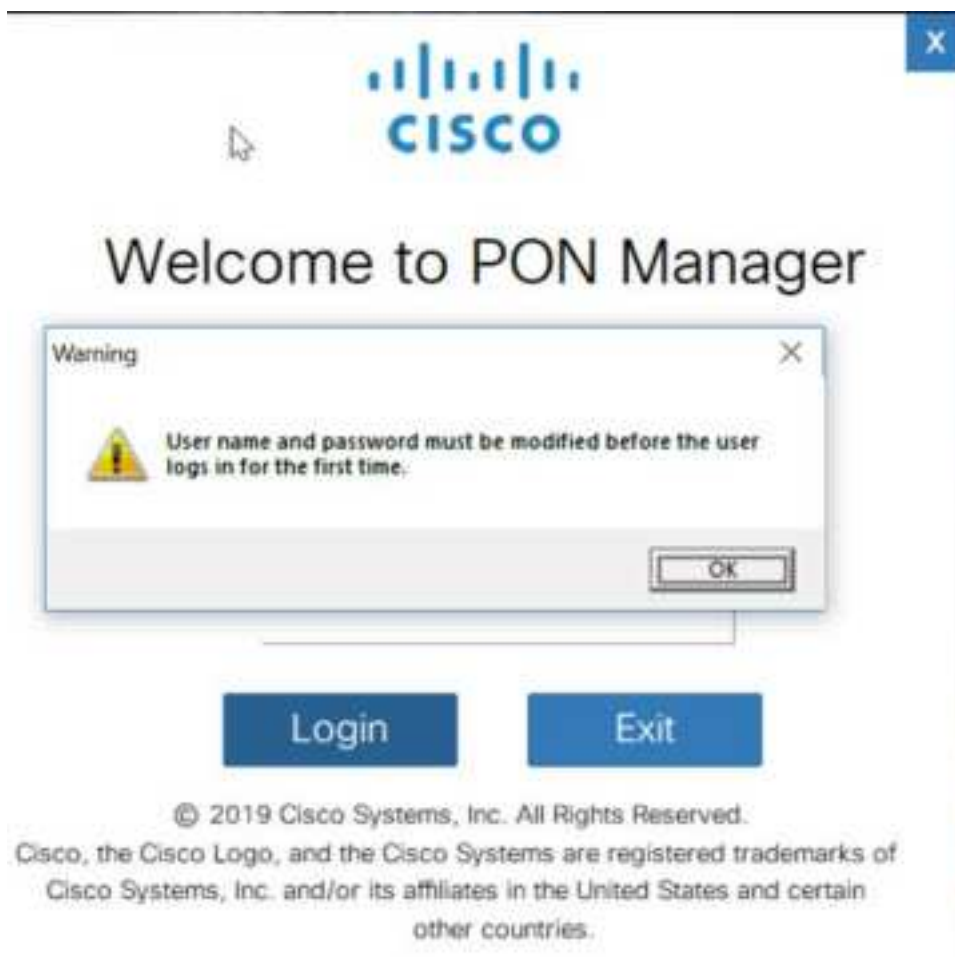 X
CISCO
Welcome to PON Manager
Warning
User name and password must be modified before the user
logs in for the first time.
OK
Login
Exit
© 2019 Cisco Systems, Inc. All Rights Reserved.
Cisco, the Cisco Logo, and the Cisco Systems are registered trademarks of
Cisco Systems, Inc. and/or its affiliates in the United States and certain
other countries.